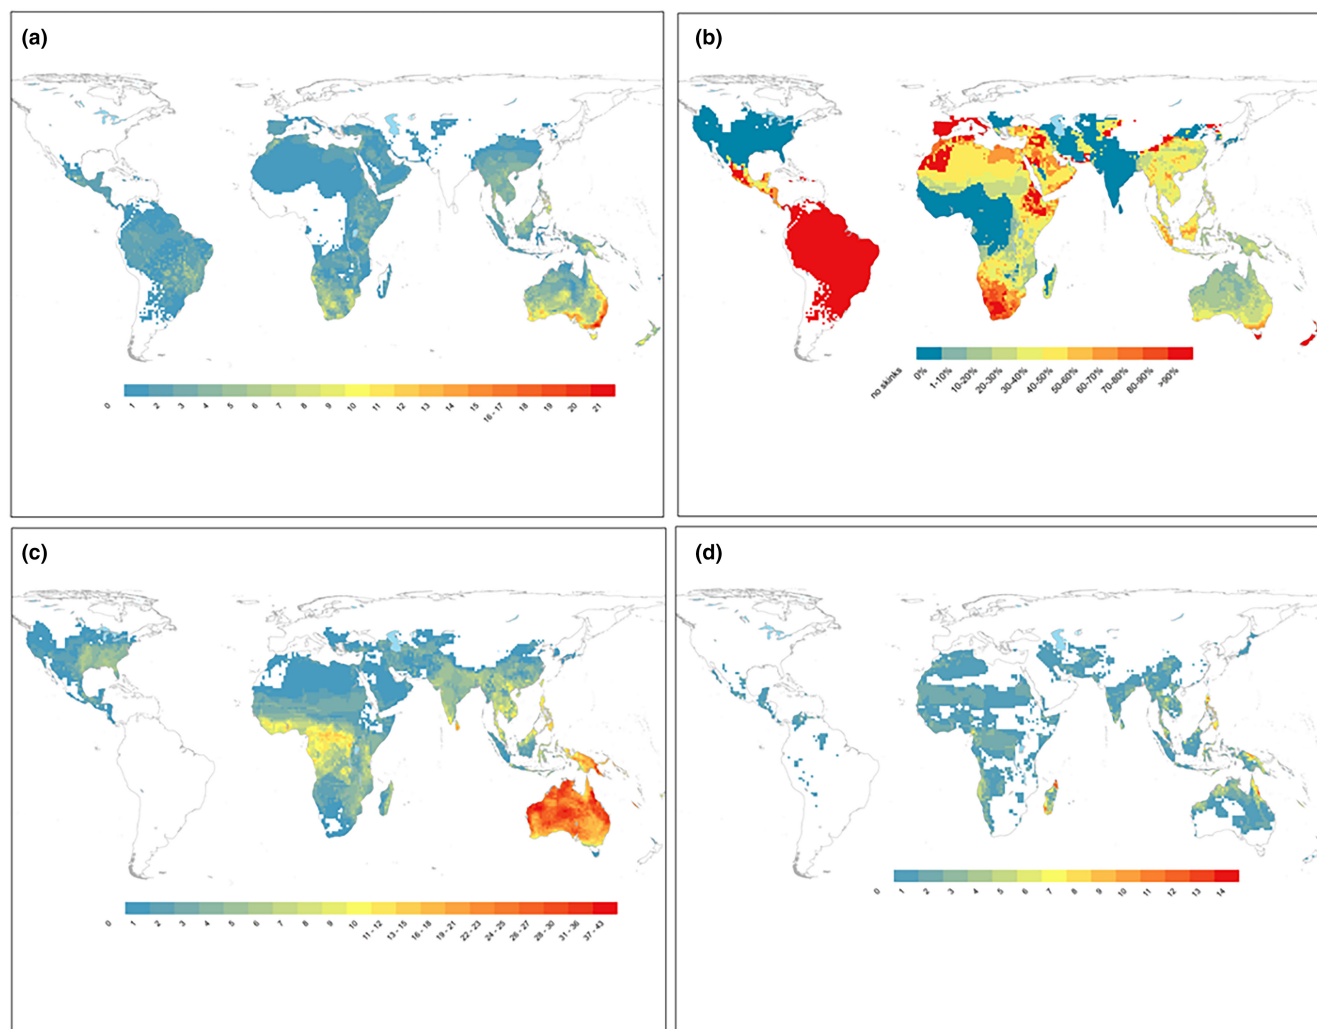 (a)
(b)
0 1 2 3 4 5 6 7 8 9 10 11 12 13 14 15 16 - 17 18 19 20 21
no skinks 0% 1-10% 10-20% 20-30% 30-40% 40-50% 50-60% 60-70% 70-80% 80-90% >90%
(c)
(d)
0 1 2 3 4 5 6 7 8 9 10 11 12 13 14
0 1 2 3 4 5 6 7 8 9 10 11 - 12 13 - 15 16 - 18 19 - 21 22 - 23 24 - 25 26 - 27 28 - 30 31 - 36 37 - 43